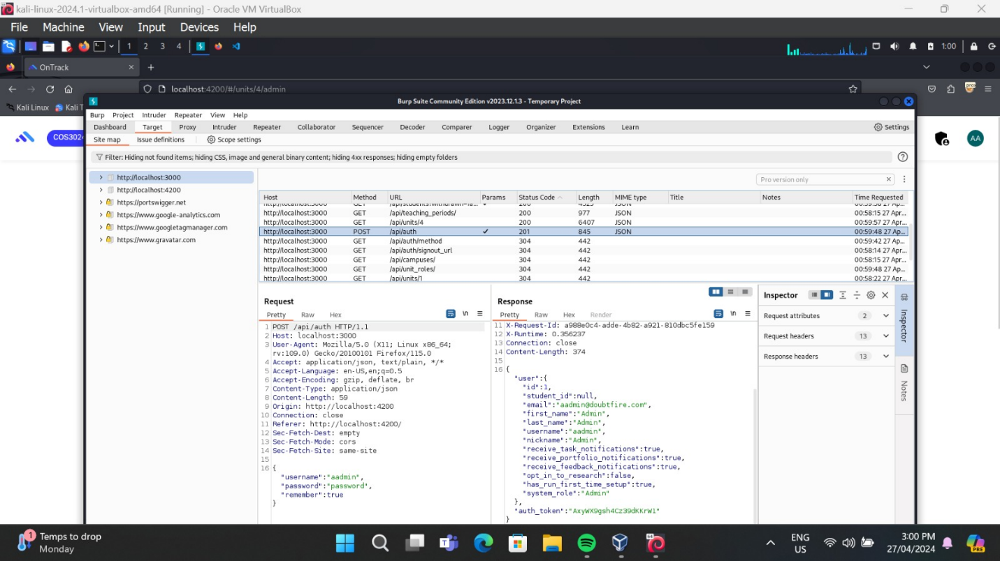 kali-linux-2024.1-virtualbox-amd64 [Running] - Oracle VM VirtualBox
File Machine View Input Devices Help
1 2 3 4 1:00
OnTrack
localhost:4200/#/units/4/admin
Kali Linux Kali T
Burp Suite Community Edition v2023.12.1.3 - Temporary Project
Burp Project Intruder Repeater View Help
Dashboard Target Proxy Intruder Repeater Collaborator Sequencer Decoder Comparer Logger Organizer Extensions Learn Settings
COS302 AA
Site map Issue definitions Scope settings
Filter: Hiding not found items; hiding CSS, image and general binary content; hiding 4xx responses; hiding empty folders
http://localhost:3000
http://localhost:4200
https://portswigger.net
https://www.google-analytics.com
https://www.googletagmanager.com
https://www.gravatar.com
Pro version only
Host Method URL Params Status Code Length MIME type Title Notes Time Requested
http://localhost:3000 GET /api/teaching_periods/ 200 977 JSON 00:58:15 27 Apr...
http://localhost:3000 GET /api/units/4 200 6407 JSON 00:59:57 27 Apr...
http://localhost:3000 POST /api/auth ✓ 201 845 JSON 00:59:48 27 Ap...
http://localhost:3000 GET /api/auth/method 304 442 00:59:42 27 Ap...
http://localhost:3000 GET /api/auth/signout_url 304 442 00:58:14 27 Apr...
http://localhost:3000 GET /api/campuses/ 304 442 00:58:15 27 Apr...
http://localhost:3000 GET /api/unit_roles/ 304 442 00:59:48 27 Ap...
http://localhost:3000 GET /api/units/1 304 442 00:58:22 27 Apr...
Request
Pretty Raw Hex \n
1 POST /api/auth HTTP/1.1
2 Host: localhost:3000
3 User-Agent: Mozilla/5.0 (X11; Linux x86_64;
rv:109.0) Gecko/20100101 Firefox/115.0
4 Accept: application/json, text/plain, */*
5 Accept-Language: en-US,en;q=0.5
6 Accept-Encoding: gzip, deflate, br
7 Content-Type: application/json
8 Content-Length: 59
9 Origin: http://localhost:4200
10 Connection: close
11 Referer: http://localhost:4200/
12 Sec-Fetch-Dest: empty
13 Sec-Fetch-Mode: cors
14 Sec-Fetch-Site: same-site
15
16 {
"username":"aadmin",
"password":"password",
"remember":true
}
Response
Pretty Raw Hex Render \n
11 X-Request-Id: a988e0c4-adde-4b82-a921-810dbc5fe159
12 X-Runtime: 0.356237
13 Connection: close
14 Content-Length: 374
15
16 {
"user":{
"id":1,
"student_id":null,
"email":"aadmin@doubtfire.com",
"first_name":"Admin",
"last_name":"Admin",
"username":"aadmin",
"nickname":"Admin",
"receive_task_notifications":true,
"receive_portfolio_notifications":true,
"receive_feedback_notifications":true,
"opt_in_to_research":false,
"has_run_first_time_setup":true,
"system_role":"Admin"
},
"auth_token":"AxyWX9gsh4Cz39dKKrW1"
}
Inspector
Request attributes 2
Request headers 13
Response headers 13
Inspector
Notes
1 Temps to drop
Monday
ENG
US
3:00 PM
27/04/2024
PRE